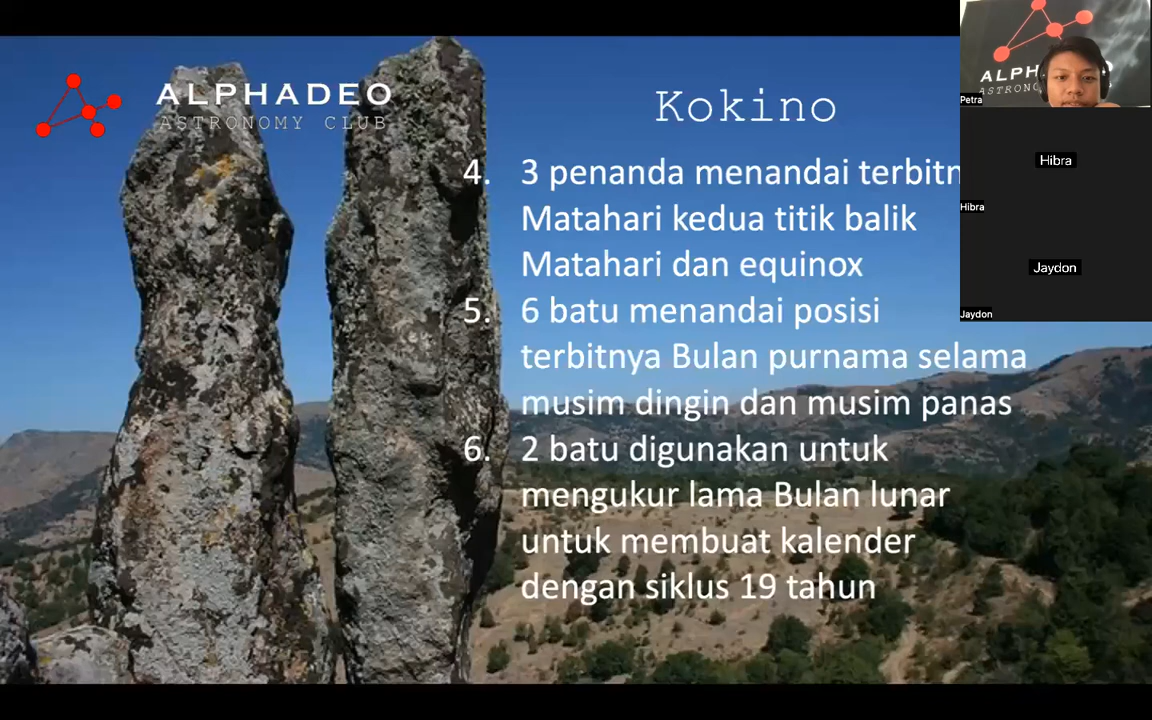 ALPHADEO
ASTRONOMY CLUB
Kokino
4. 3 penanda menandai
Matahari kedua titik balik
Matahari dan equinox
5. 6 batu menandai posisi
terbitnya Bulan purnama selama
musim dingin dan musim panas
6. 2 batu digunakan untuk
mengukur lama Bulan lunar
untuk membuat kalender
dengan siklus 19 tahun
Petra
Hibra
Hibra
Jaydon
Jaydon